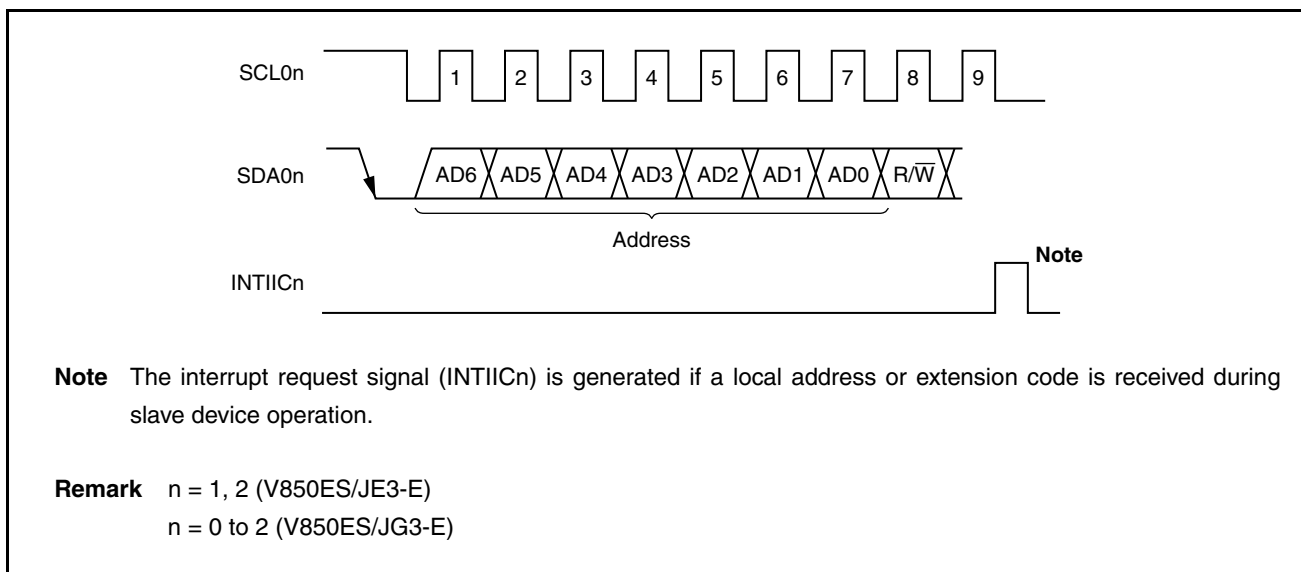 SCL0n
1 2 3 4 5 6 7 8 9
SDA0n
AD6 AD5 AD4 AD3 AD2 AD1 AD0 R/W̅
Address
INTIICn
Note
Note The interrupt request signal (INTIICn) is generated if a local address or extension code is received during
slave device operation.
Remark n = 1, 2 (V850ES/JE3-E)
n = 0 to 2 (V850ES/JG3-E)